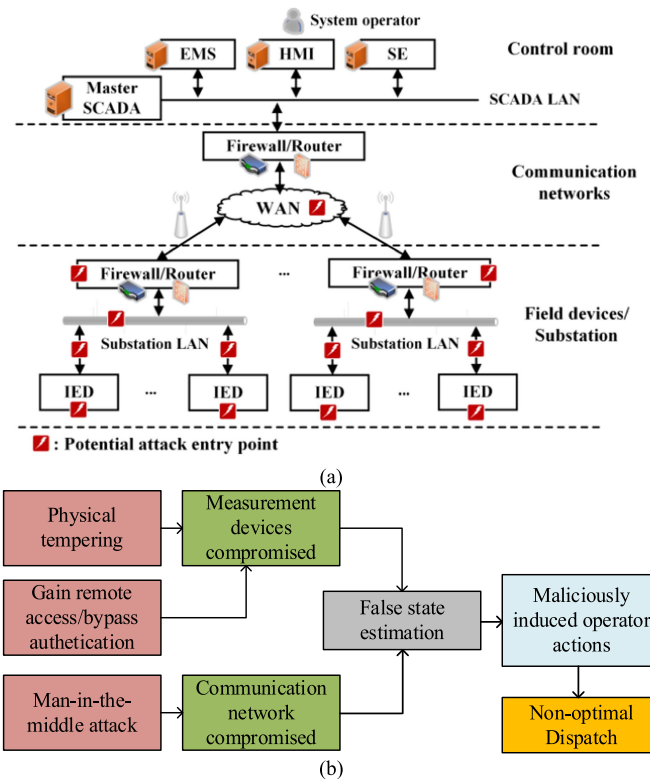 System operator
EMS
HMI
SE
Control room
Master
SCADA
SCADA LAN
Firewall/Router
Communication
networks
WAN
Firewall/Router
...
Firewall/Router
Field devices/
Substation
Substation LAN
Substation LAN
IED
...
IED
IED
...
IED
: Potential attack entry point
(a)
Physical
tempering
Measurement
devices
compromised
Gain remote
access/bypass
authetication
False state
estimation
Maliciously
induced operator
actions
Man-in-the-
middle attack
Communication
network
compromised
Non-optimal
Dispatch
(b)